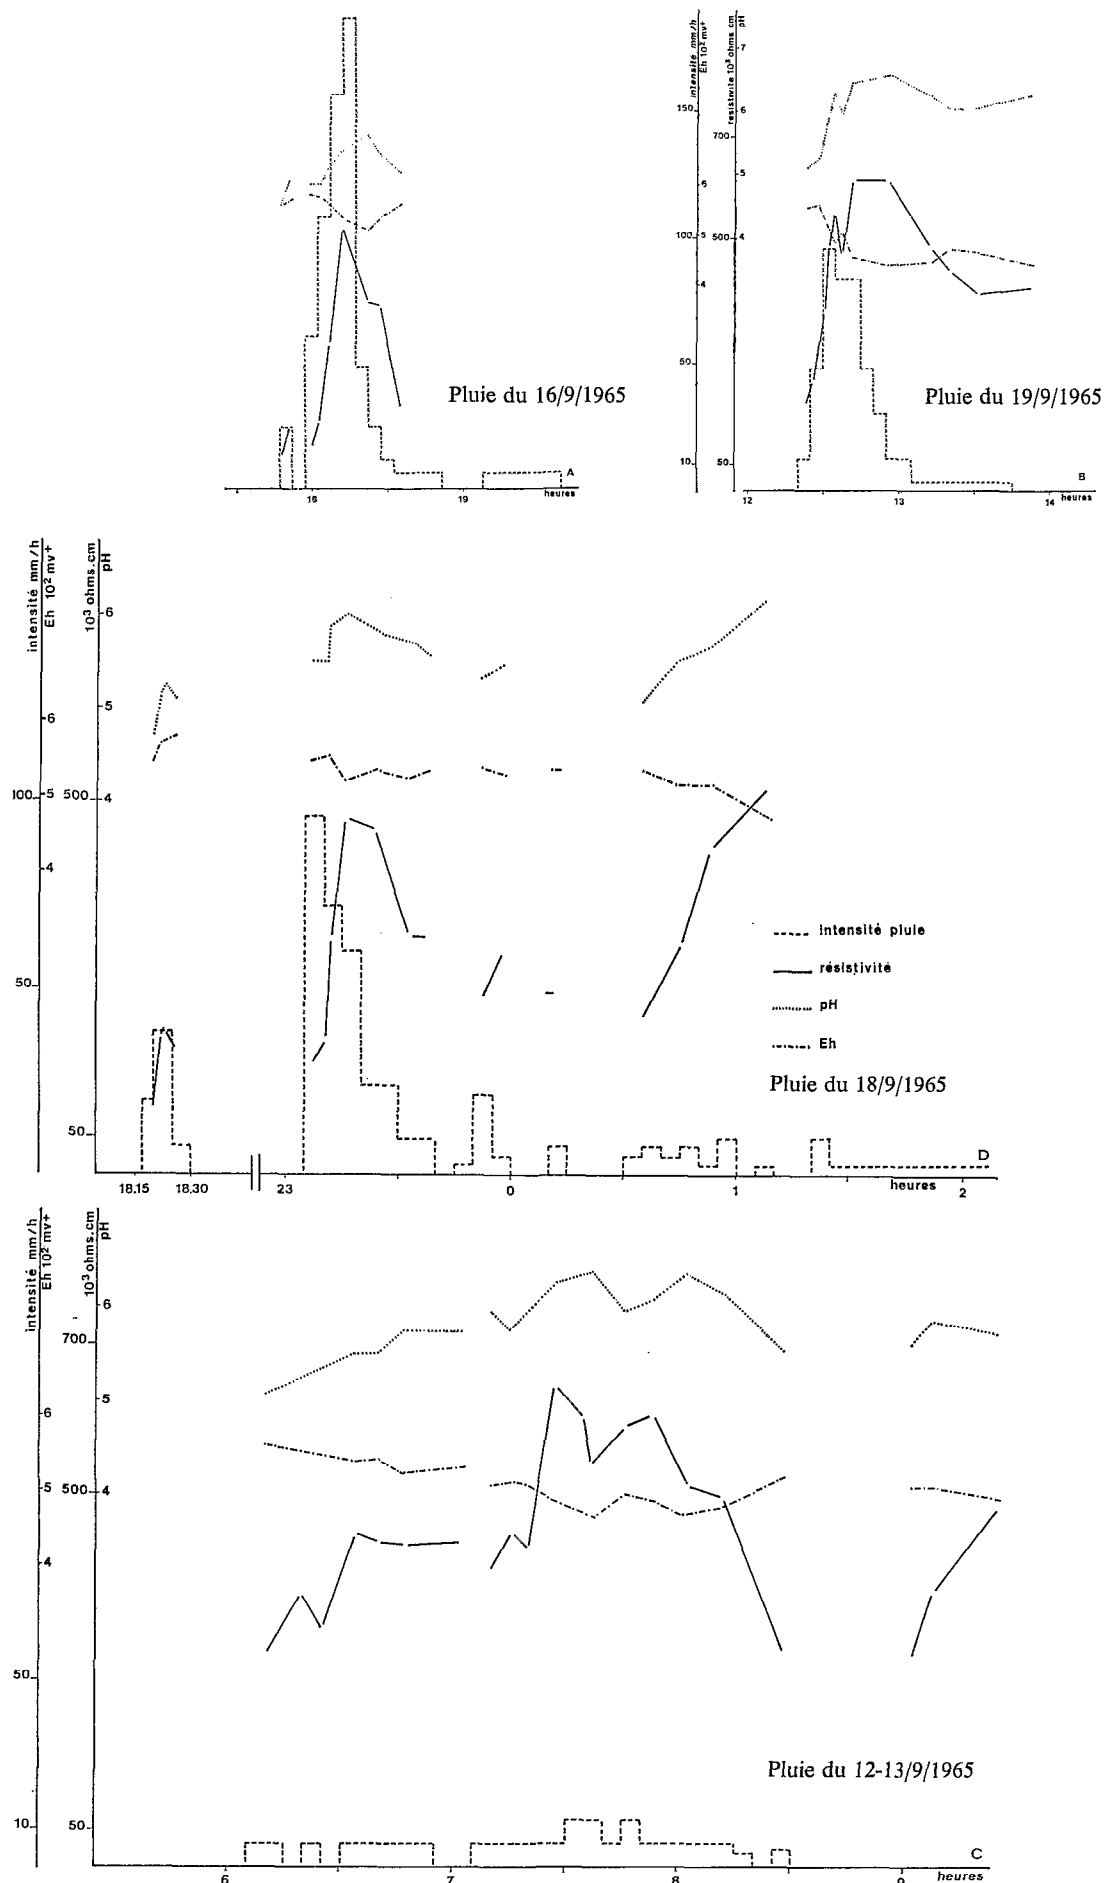 intensité mm/h
Eh 10² mv+
résistivité 10³ ohms cm
pH
7
150
6
700
5
6
100
5
500
4
4
50
10
50
Pluie du 16/9/1965
Pluie du 19/9/1965
A
B
18
19
heures
12
13
14
heures
intensité mm/h
Eh 10² mv+
10³ ohms.cm
pH
6
5
6
100
5
500
4
4
50
50
intensité pluie
résistivité
pH
Eh
Pluie du 18/9/1965
D
18.15
18.30
23
0
1
2
heures
intensité mm/h
Eh 10² mv+
10³ ohms.cm
pH
6
700
5
6
5
500
4
4
50
10
50
Pluie du 12-13/9/1965
C
6
7
8
9
heures